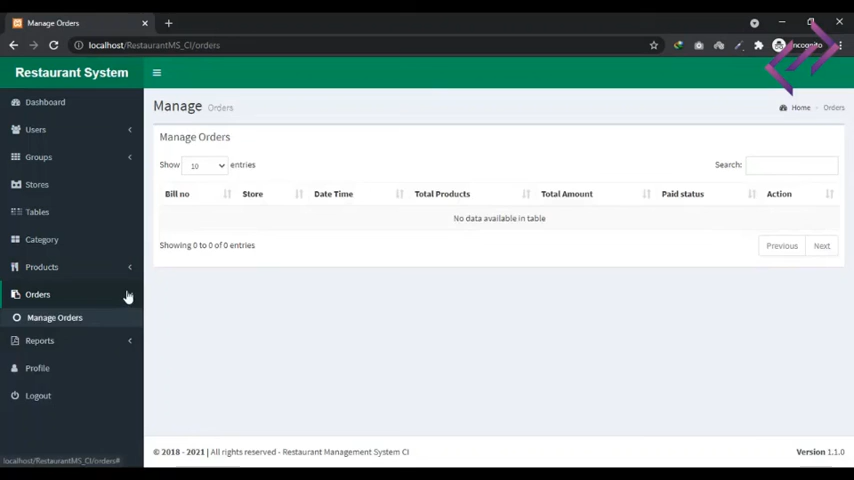 Manage Orders
localhost/RestaurantMS_CI/orders
Incognito
Restaurant System
Dashboard
Users
Groups
Stores
Tables
Category
Products
Orders
Manage Orders
Reports
Profile
Logout
localhost/RestaurantMS_CI/orders#
Manage Orders
Home - Orders
Manage Orders
Show 10 entries
Search:
Bill no Store Date Time Total Products Total Amount Paid status Action
No data available in table
Showing 0 to 0 of 0 entries
Previous Next
© 2018 - 2021 | All rights reserved - Restaurant Management System CI
Version 1.1.0